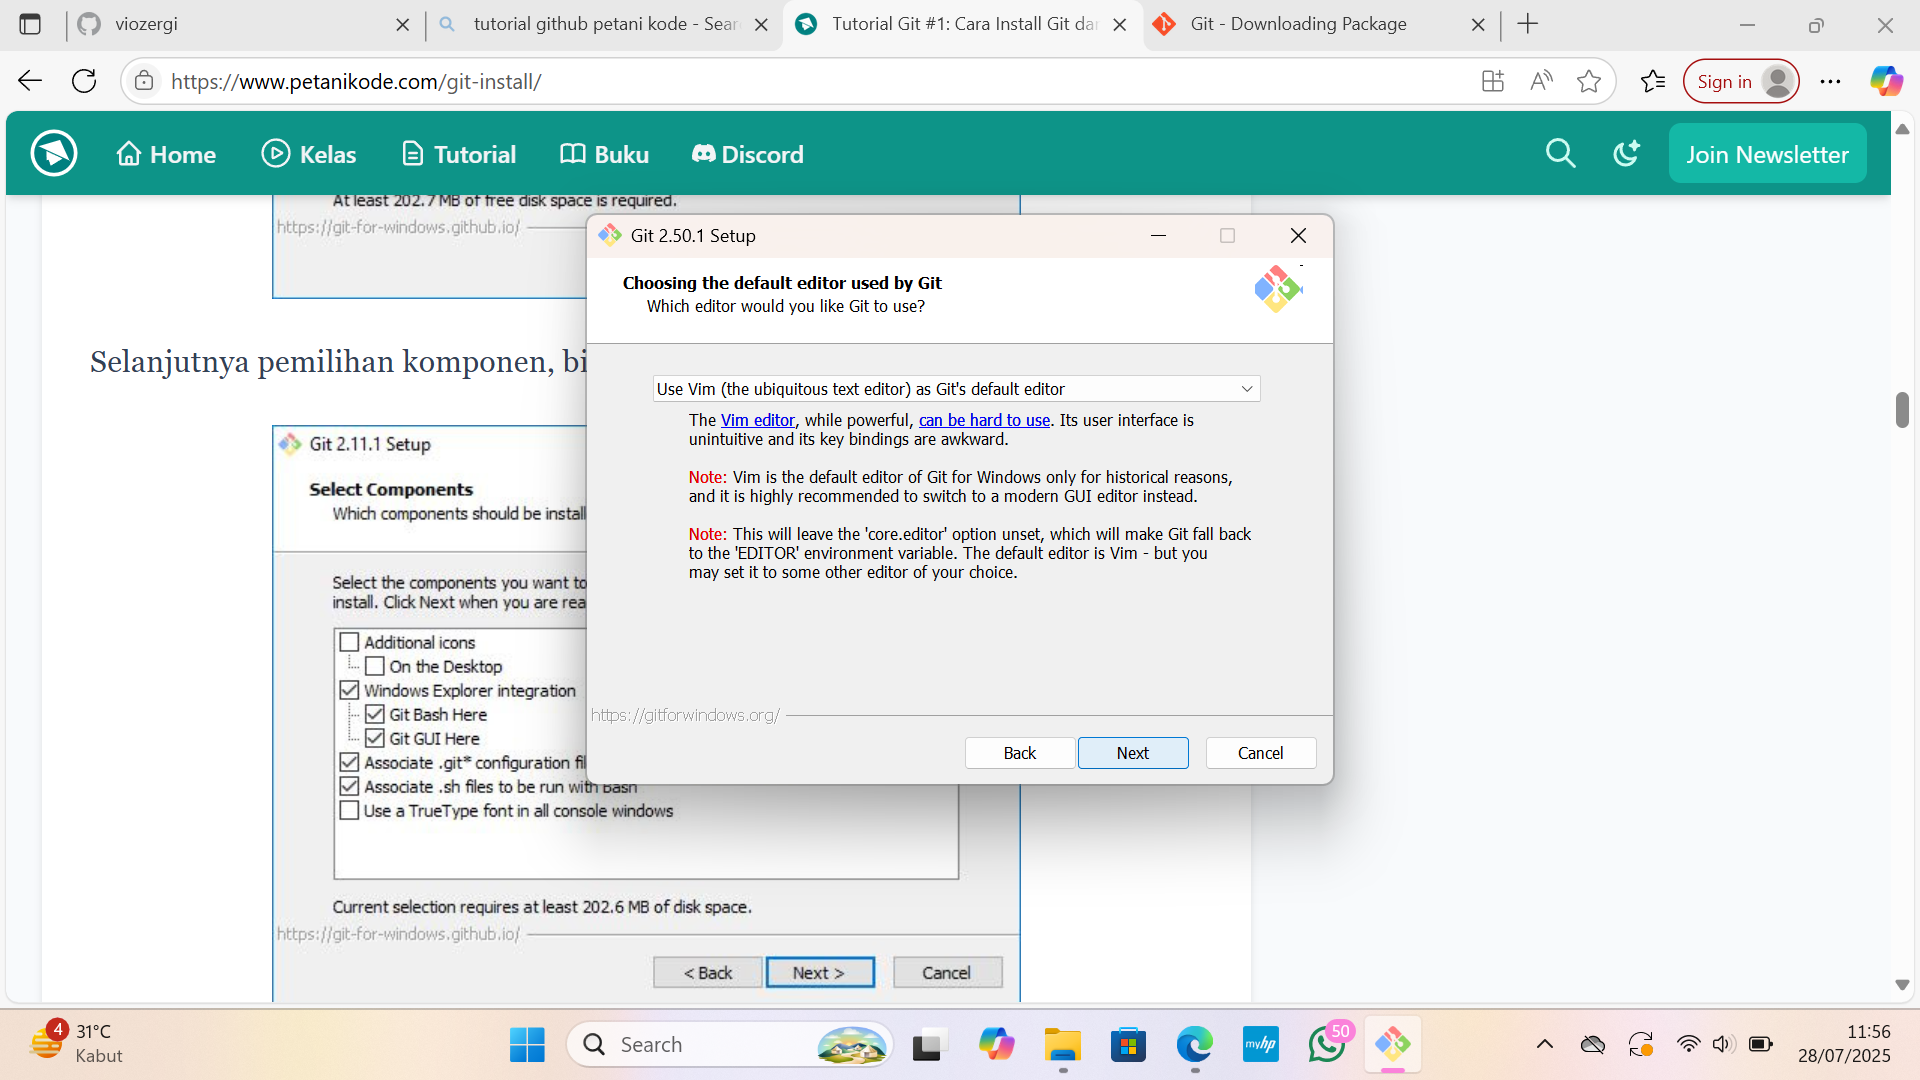 viozergi
tutorial github petani kode - Sear
Tutorial Git #1: Cara Install Git dar
Git - Downloading Package
https://www.petanikode.com/git-install/
Sign in
Home
Kelas
Tutorial
Buku
Discord
Join Newsletter
At least 202.7 MB of free disk space is required.
https://git-for-windows.github.io/
Selanjutnya pemilihan komponen, bi
Git 2.11.1 Setup
Select Components
Which components should be install
Select the components you want to
install. Click Next when you are rea
Additional icons
On the Desktop
Windows Explorer integration
Git Bash Here
Git GUI Here
Associate .git* configuration fil
Associate .sh files to be run with Bash
Use a TrueType font in all console windows
Current selection requires at least 202.6 MB of disk space.
https://git-for-windows.github.io/
< Back
Next >
Cancel
Git 2.50.1 Setup
Choosing the default editor used by Git
Which editor would you like Git to use?
Use Vim (the ubiquitous text editor) as Git's default editor
The Vim editor, while powerful, can be hard to use. Its user interface is
unintuitive and its key bindings are awkward.
Note: Vim is the default editor of Git for Windows only for historical reasons,
and it is highly recommended to switch to a modern GUI editor instead.
Note: This will leave the 'core.editor' option unset, which will make Git fall back
to the 'EDITOR' environment variable. The default editor is Vim - but you
may set it to some other editor of your choice.
https://gitforwindows.org/
Back
Next
Cancel
4
31°C
Kabut
Search
myhp
50
11:56
28/07/2025